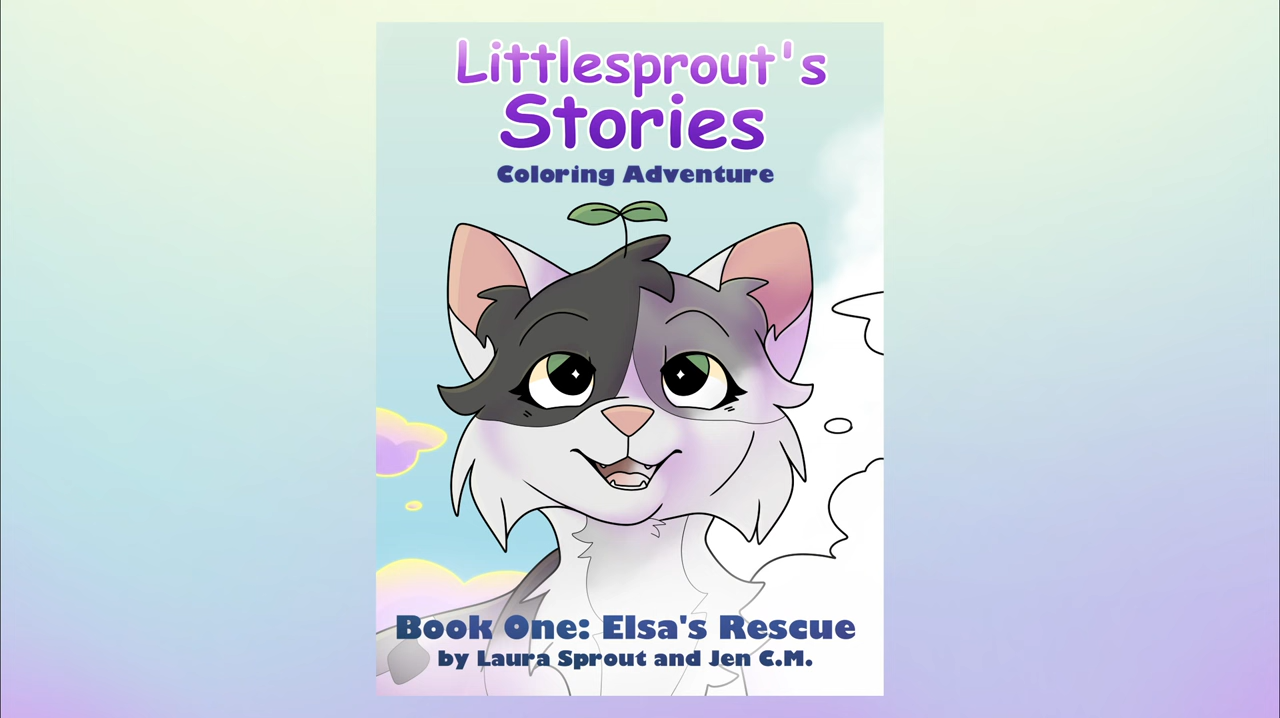 Littlesprout's
Stories
Coloring Adventure
Book One: Elsa's Rescue
by Laura Sprout and Jen C.M.